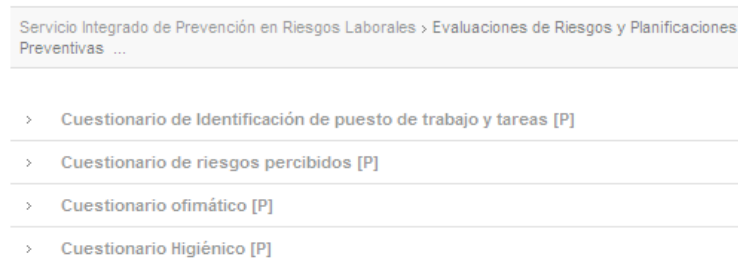 Servicio Integrado de Prevención en Riesgos Laborales > Evaluaciones de Riesgos y Planificaciones
Preventivas ...
> Cuestionario de Identificación de puesto de trabajo y tareas [P]
> Cuestionario de riesgos percibidos [P]
> Cuestionario ofimático [P]
> Cuestionario Higiénico [P]